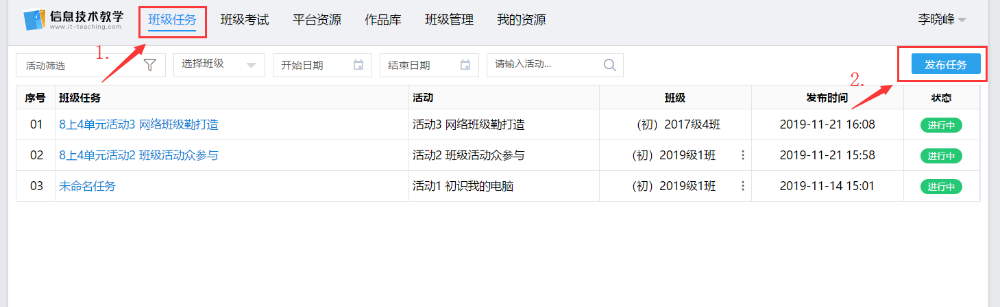 信息技术教学 班级任务 班级考试 平台资源 作品库 班级管理 我的资源 李晓峰
www.it-teaching.com
1.
活动筛选 选择班级 开始日期 结束日期 请输入活动... 发布任务
2.
序号 班级任务 活动 班级 发布时间 状态
01 8上4单元活动3 网络班级勤打造 活动3 网络班级勤打造 （初）2017级4班 2019-11-21 16:08 进行中
02 8上4单元活动2 班级活动众参与 活动2 班级活动众参与 （初）2019级1班 2019-11-21 15:58 进行中
03 未命名任务 活动1 初识我的电脑 （初）2019级1班 2019-11-14 15:01 进行中